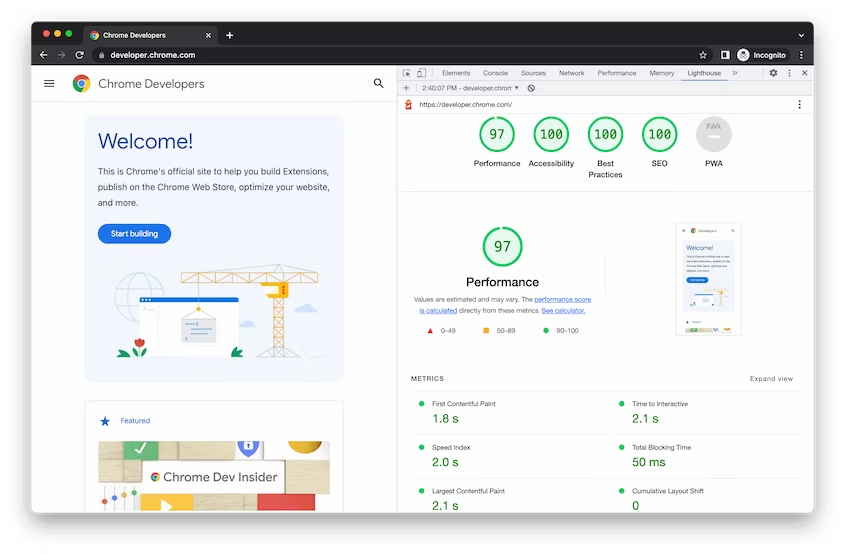 Chrome Developers
developer.chrome.com
Incognito
Chrome Developers
Welcome!
This is Chrome's official site to help you build Extensions,
publish on the Chrome Web Store, optimize your website,
and more.
Start building
Featured
Chrome Dev Insider
Elements Console Sources Network Performance Memory Lighthouse
2:40:07 PM - developer.chron
https://developer.chrome.com/
97 100 100 100 PWA
Performance Accessibility Best Practices SEO PWA
97
Performance
Values are estimated and may vary. The performance score
is calculated directly from these metrics. See calculator.
0–49 50–89 90–100
Developers
Welcome!
METRICS
Expand view
First Contentful Paint
1.8 s
Time to Interactive
2.1 s
Speed Index
2.0 s
Total Blocking Time
50 ms
Largest Contentful Paint
2.1 s
Cumulative Layout Shift
0